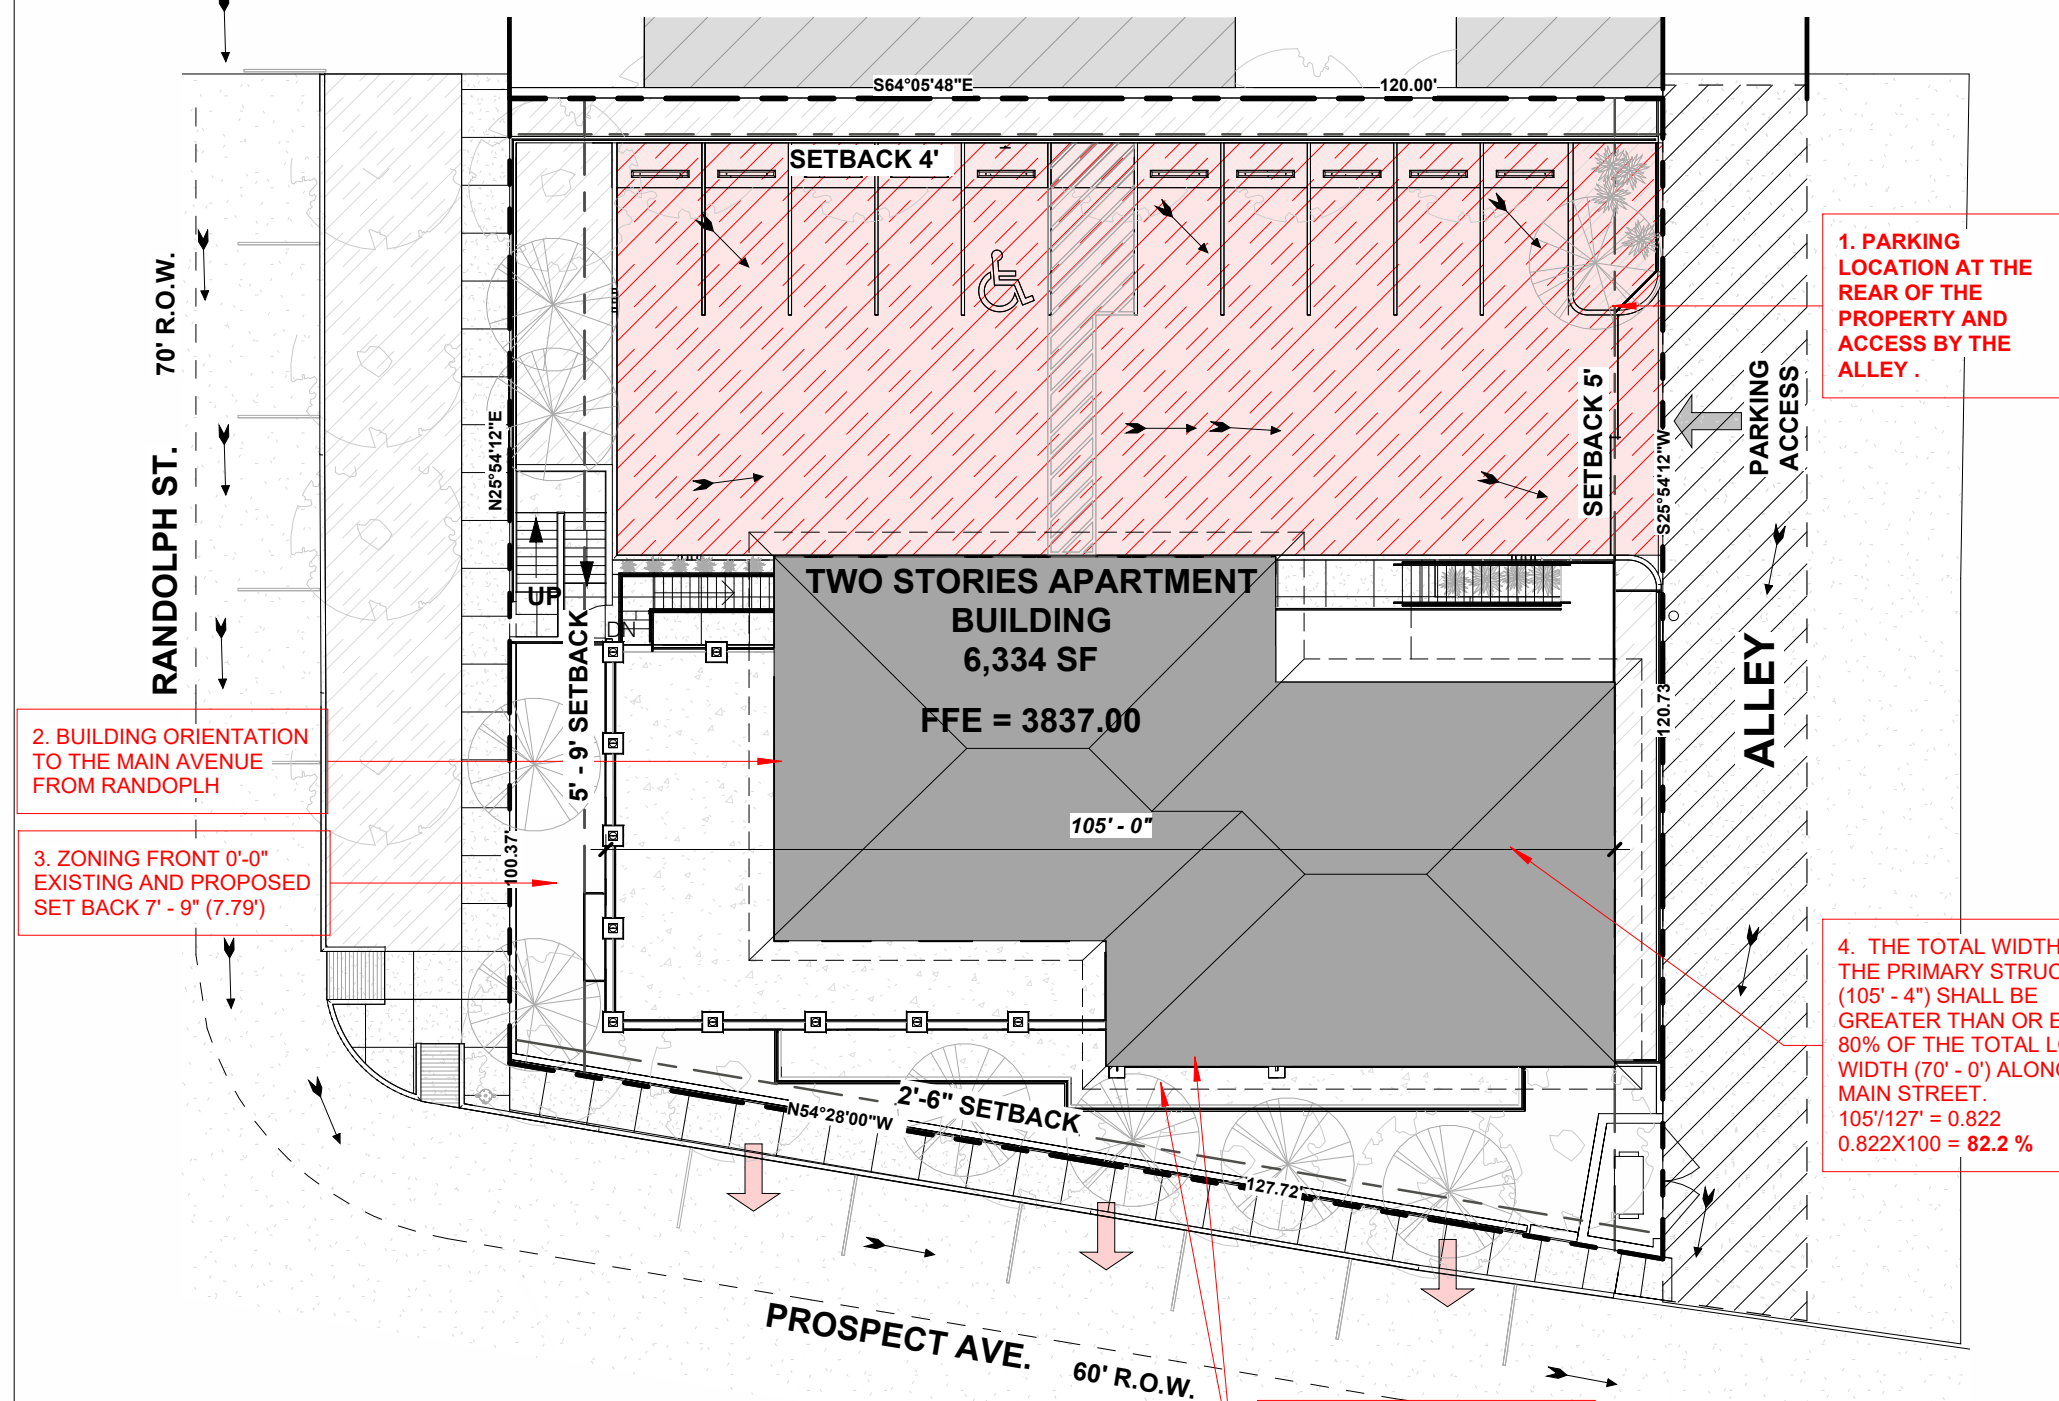 S64°05'48"E
120.00'
SETBACK 4'
70' R.O.W.
RANDOLPH ST.
N25°54'12"E
1. PARKING
LOCATION AT THE
REAR OF THE
PROPERTY AND
ACCESS BY THE
ALLEY .
PARKING
ACCESS
SETBACK 5'
S25°54'12"W
UP
DN
TWO STORIES APARTMENT
BUILDING
6,334 SF
FFE = 3837.00
5' - 9' SETBACK
120.73'
ALLEY
2. BUILDING ORIENTATION
TO THE MAIN AVENUE
FROM RANDOPLH
105' - 0"
100.37'
3. ZONING FRONT 0'-0"
EXISTING AND PROPOSED
SET BACK 7' - 9" (7.79')
4. THE TOTAL WIDTH
THE PRIMARY STRUC
(105' - 4") SHALL BE
GREATER THAN OR E
80% OF THE TOTAL L
WIDTH (70' - 0') ALONG
MAIN STREET.
105'/127' = 0.822
0.822X100 = 82.2 %
2'-6" SETBACK
N54°28'00"W
127.72'
PROSPECT AVE.
60' R.O.W.